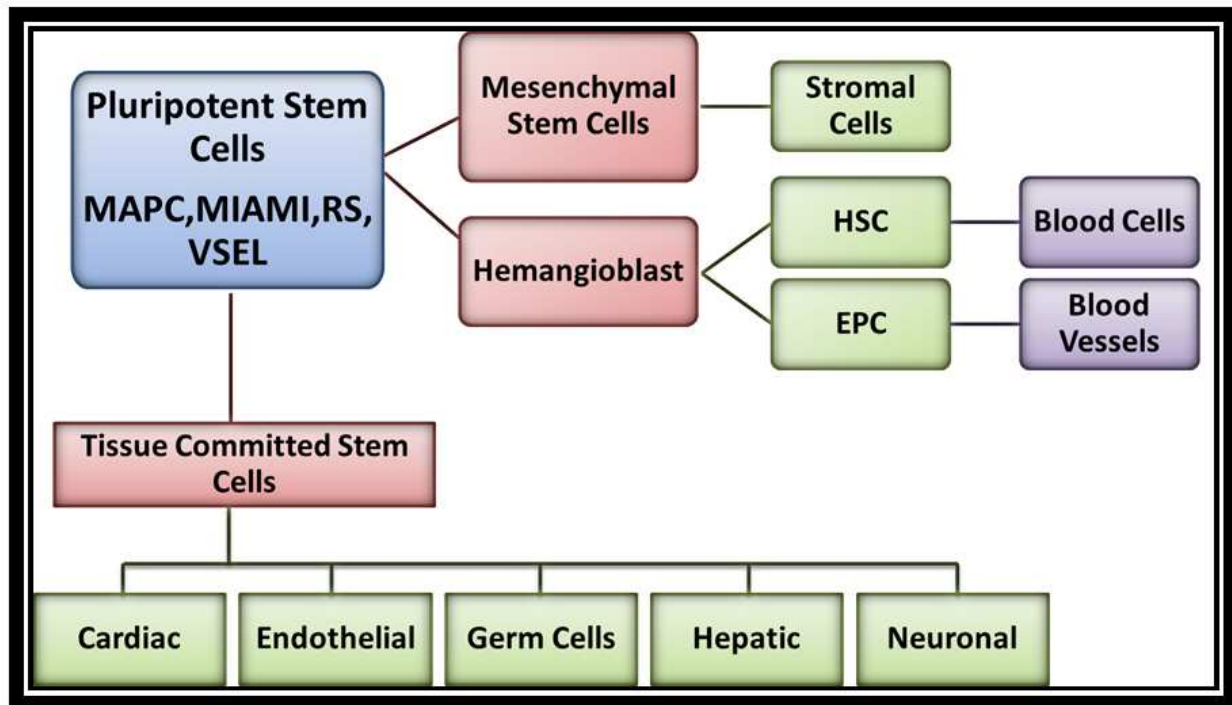 Pluripotent Stem
Cells
MAPC,MIAMI,RS,
VSEL
Mesenchymal
Stem Cells
Stromal
Cells
Hemangioblast
HSC
Blood Cells
EPC
Blood
Vessels
Tissue Committed Stem
Cells
Cardiac
Endothelial
Germ Cells
Hepatic
Neuronal